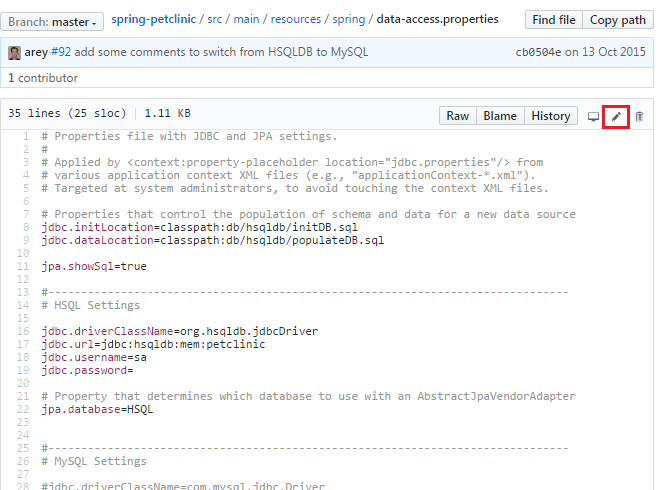 Branch: master
spring-petclinic / src / main / resources / spring / data-access.properties
Find file Copy path
arey #92 add some comments to switch from HSQLDB to MySQL cb0504e on 13 Oct 2015
1 contributor
35 lines (25 sloc) 1.11 KB Raw Blame History
1 # Properties file with JDBC and JPA settings.
2 #
3 # Applied by <context:property-placeholder location="jdbc.properties"/> from
4 # various application context XML files (e.g., "applicationContext-*.xml").
5 # Targeted at system administrators, to avoid touching the context XML files.
6
7 # Properties that control the population of schema and data for a new data source
8 jdbc.initLocation=classpath:db/hsqldb/initDB.sql
9 jdbc.dataLocation=classpath:db/hsqldb/populateDB.sql
10
11 jpa.showSql=true
12
13 #-------------------------------------------------------------------------------
14 # HSQL Settings
15
16 jdbc.driverClassName=org.hsqldb.jdbcDriver
17 jdbc.url=jdbc:hsqldb:mem:petclinic
18 jdbc.username=sa
19 jdbc.password=
20
21 # Property that determines which database to use with an AbstractJpaVendorAdapter
22 jpa.database=HSQL
23
24
25 #-------------------------------------------------------------------------------
26 # MySQL Settings
27
28 #jdbc.driverClassName=com.mysql.jdbc.Driver